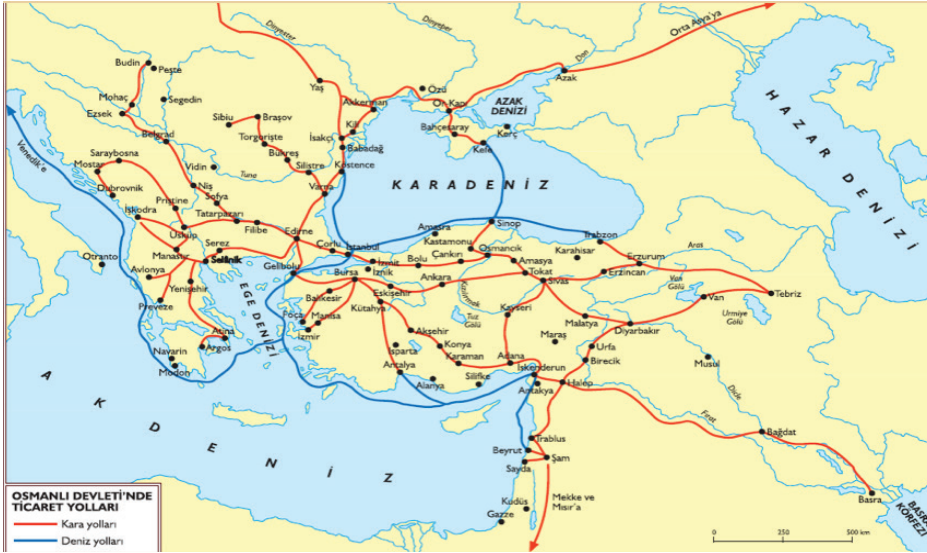 Orta Asya'ya
Dinyester
Dinyeper
Don
Budin
Peşte
Azak
Yaş
Özü
Mohaç
Segedin
Akkerman
Or Kapı
AZAK
DENİZİ
Ezsek
Sibiu
Braşov
Kili
Bahçesaray
Kerç
Belgrad
Torgorişte
İsakçı
Babadağ
Kefe
Venedik'e
Saraybosna
Bükreş
Mostar
Vidin
Tuna
Silistre
Köstence
HAZAR DENİZİ
Dubrovnik
Niş
Varna
KARADENİZ
Priştine
Sofya
İşkodra
Tatarpazarı
Üsküp
Filibe
Edirne
Amasra
Sinop
Trabzon
Kastamonu
Otranto
Manastır
Serez
Çorlu
İstanbul
Osmancık
Karahisar
Aras
Selânik
İzmit
Bolu
Çankırı
Amasya
Erzurum
Avlonya
Gelibolu
İznik
Tokat
Erzincan
Bursa
Ankara
Sivas
Yenişehir
Eskişehir
Kızılırmak
Van
Gölü
Preveze
EGE DENİZİ
Balıkesir
Kütahya
Van
Tebriz
Foça
Manisa
Tuz
Gölü
Kayseri
Urmiye
Gölü
Atina
İzmir
Akşehir
Malatya
Diyarbakır
Argos
Maraş
Navarin
Isparta
Konya
Urfa
Modon
Karaman
Adana
Birecik
Musul
Antalya
İskenderun
Alanya
Silifke
Antakya
Halep
Dicle
AKDENİZ
Fırat
Bağdat
Trablus
Beyrut
Şam
Sayda
Kudüs
Mekke ve
Mısır'a
Basra
Gazze
BASRA
KÖRFEZİ
OSMANLI DEVLETİ'NDE
TİCARET YOLLARI
Kara yolları
Deniz yolları
0 250 500 km